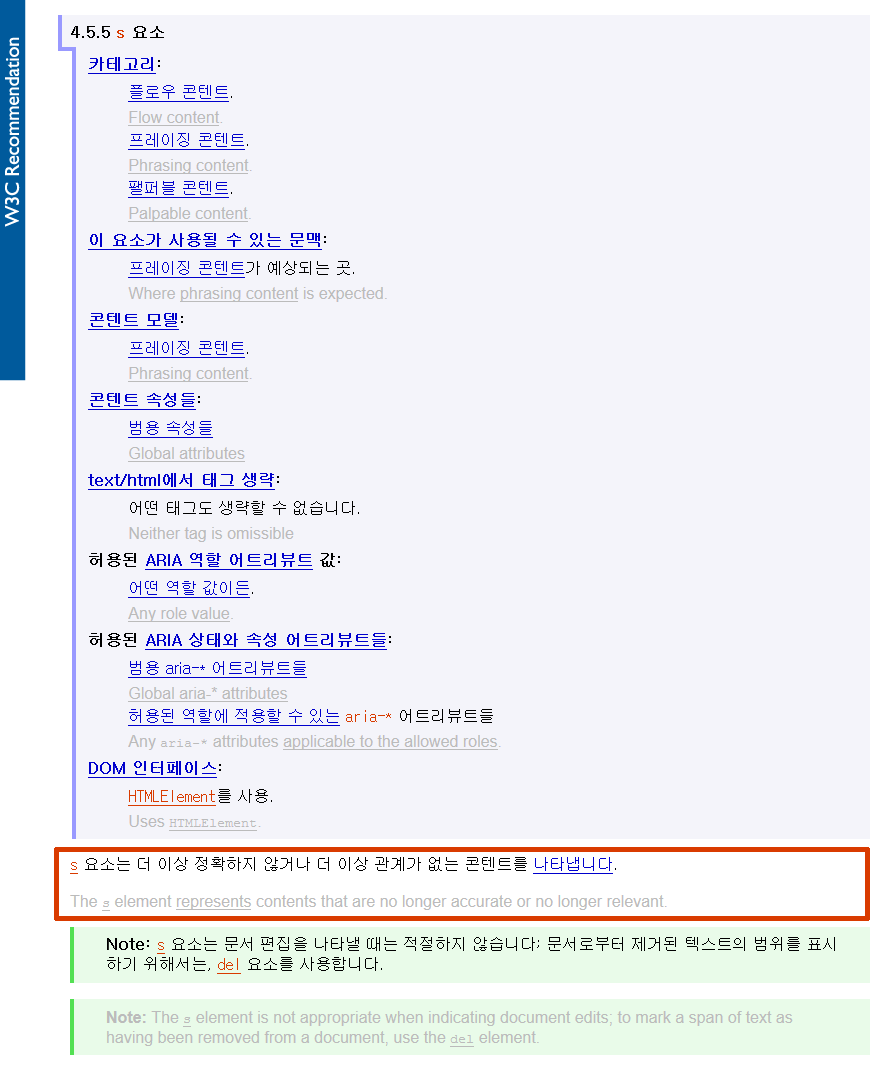 W3C Recommendation
4.5.5 s 요소
카테고리:
플로우 콘텐트.
Flow content.
프레이징 콘텐트.
Phrasing content.
팰퍼블 콘텐트.
Palpable content.
이 요소가 사용될 수 있는 문맥:
프레이징 콘텐트가 예상되는 곳.
Where phrasing content is expected.
콘텐트 모델:
프레이징 콘텐트.
Phrasing content.
콘텐트 속성들:
범용 속성들
Global attributes
text/html에서 태그 생략:
어떤 태그도 생략할 수 없습니다.
Neither tag is omissible
허용된 ARIA 역할 어트리뷰트 값:
어떤 역할 값이든.
Any role value.
허용된 ARIA 상태와 속성 어트리뷰트들:
범용 aria-* 어트리뷰트들
Global aria-* attributes
허용된 역할에 적용할 수 있는 aria-* 어트리뷰트들
Any aria-* attributes applicable to the allowed roles.
DOM 인터페이스:
HTMLElement를 사용.
Uses HTMLElement.
s 요소는 더 이상 정확하지 않거나 더 이상 관계가 없는 콘텐트를 나타냅니다.
The s element represents contents that are no longer accurate or no longer relevant.
Note: s 요소는 문서 편집을 나타낼 때는 적절하지 않습니다; 문서로부터 제거된 텍스트의 범위를 표시
하기 위해서는, del 요소를 사용합니다.
Note: The s element is not appropriate when indicating document edits; to mark a span of text as
having been removed from a document, use the del element.